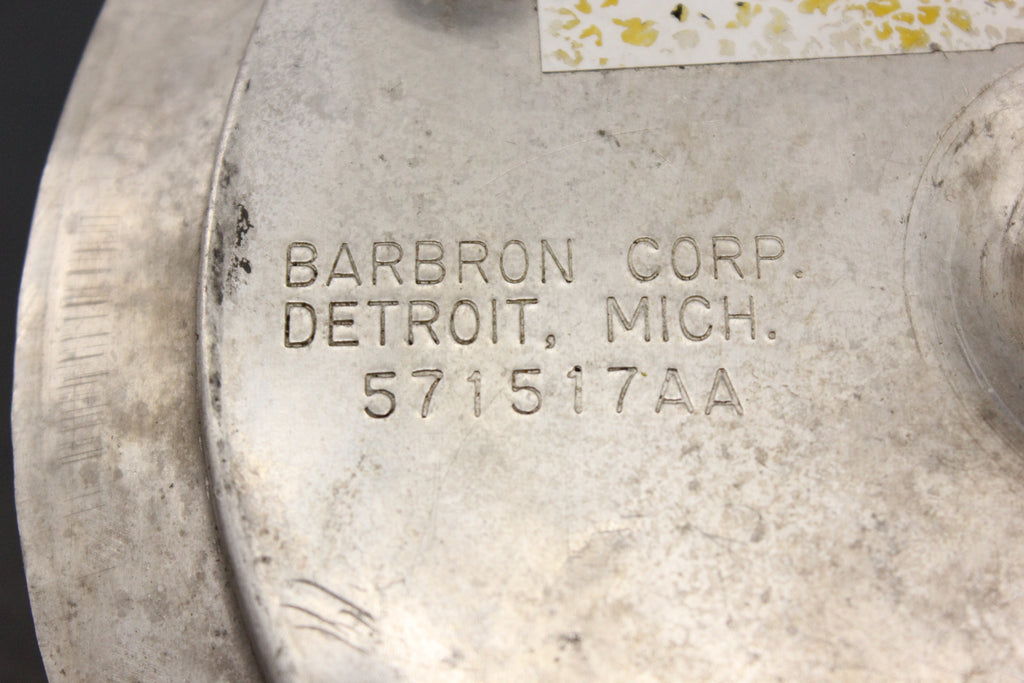 BARBRON CORP.
DETROIT, MICH.
571517AA